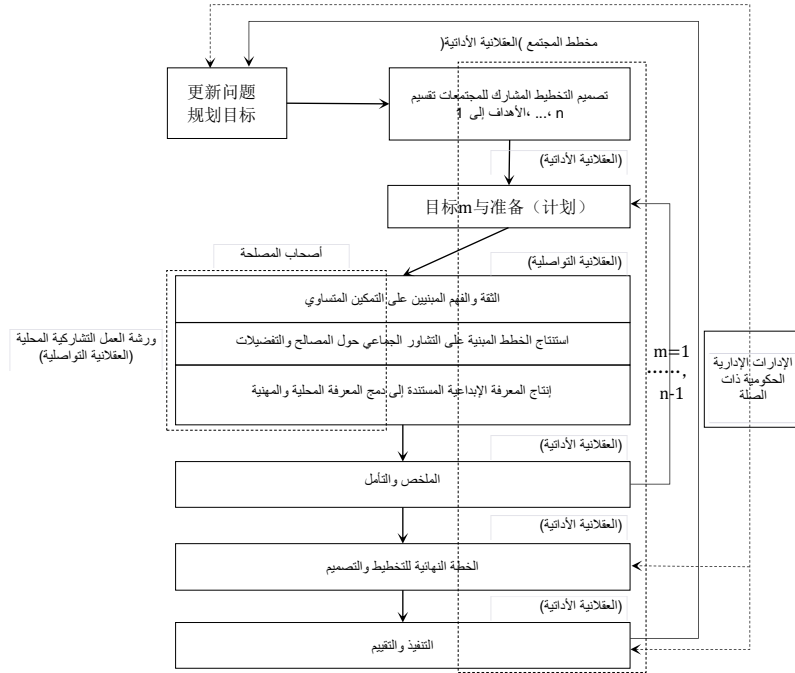 مخطط المجتمع )العقلانية الأداتية(
更新问题
规划目标
تصميم التخطيط المشارك للمجتمعات تقسيم
الأهداف إلى 1، ...، n
(العقلانية الأداتية)
目标m与准备（计划）
أصحاب المصلحة
(العقلانية التواصلية)
الثقة والفهم المبنيين على التمكين المتساوي
استنتاج الخطط المبنية على التشاور الجماعي حول المصالح والتفضيلات
إنتاج المعرفة الإبداعية المستندة إلى دمج المعرفة المحلية والمهنية
ورشة العمل التشاركية المحلية
(العقلانية التواصلية)
m=1
......,
n-1
الإدارات الإدارية
الحكومية ذات
الصلة
(العقلانية الأداتية)
الملخص والتأمل
(العقلانية الأداتية)
الخطة النهائية للتخطيط والتصميم
(العقلانية الأداتية)
التنفيذ والتقييم